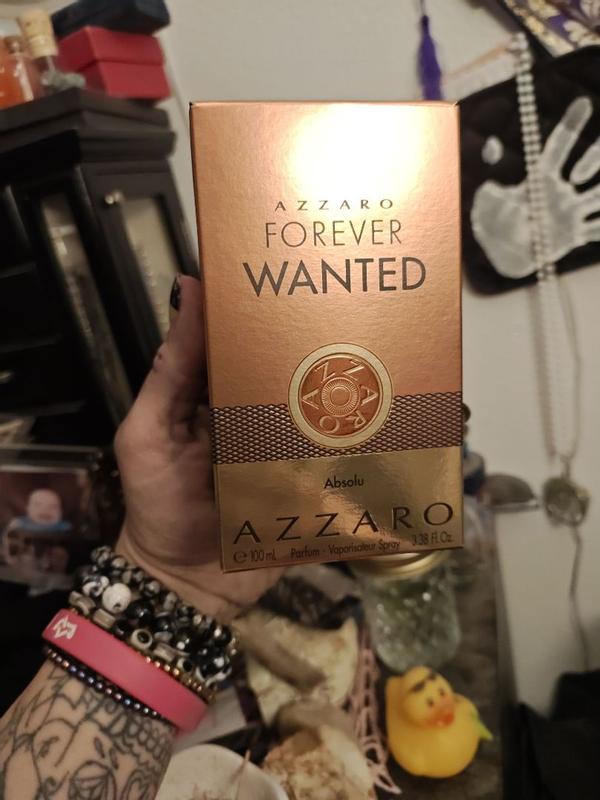 AZZARO
FOREVER
WANTED
AZZARO
Absolu
AZZARO
℮ 100 mL Parfum - Vaporisateur Spray 3.38 Fl.Oz.